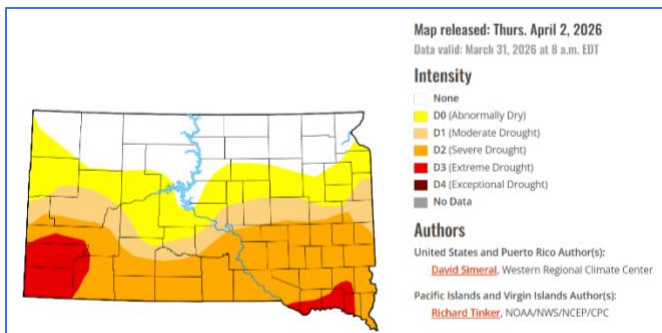 Map released: Thurs. April 2, 2026
Data valid: March 31, 2026 at 8 a.m. EDT
Intensity
None
D0 (Abnormally Dry)
D1 (Moderate Drought)
D2 (Severe Drought)
D3 (Extreme Drought)
D4 (Exceptional Drought)
No Data
Authors
United States and Puerto Rico Author(s):
David Simeral, Western Regional Climate Center
Pacific Islands and Virgin Islands Author(s):
Richard Tinker, NOAA/NWS/NCEP/CPC